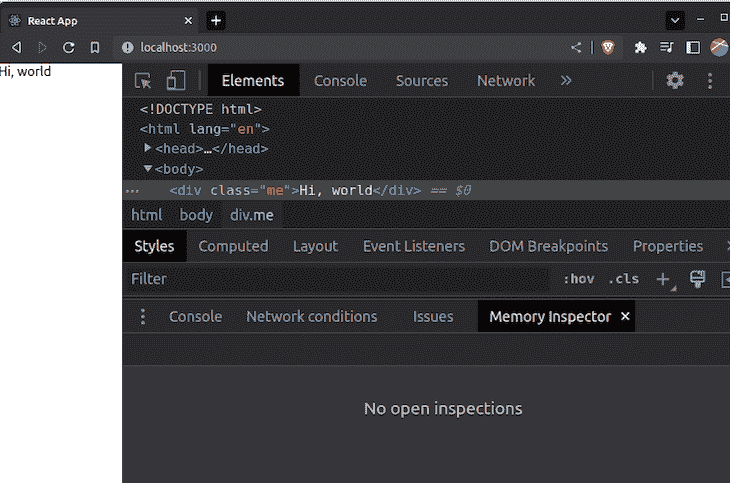 React App
localhost:3000
Hi, world
Elements Console Sources Network
<!DOCTYPE html>
<html lang="en">
<head>…</head>
<body>
<div class="me">Hi, world</div> == $0
html body div.me
Styles Computed Layout Event Listeners DOM Breakpoints Properties
Filter :hov .cls
Console Network conditions Issues Memory Inspector
No open inspections